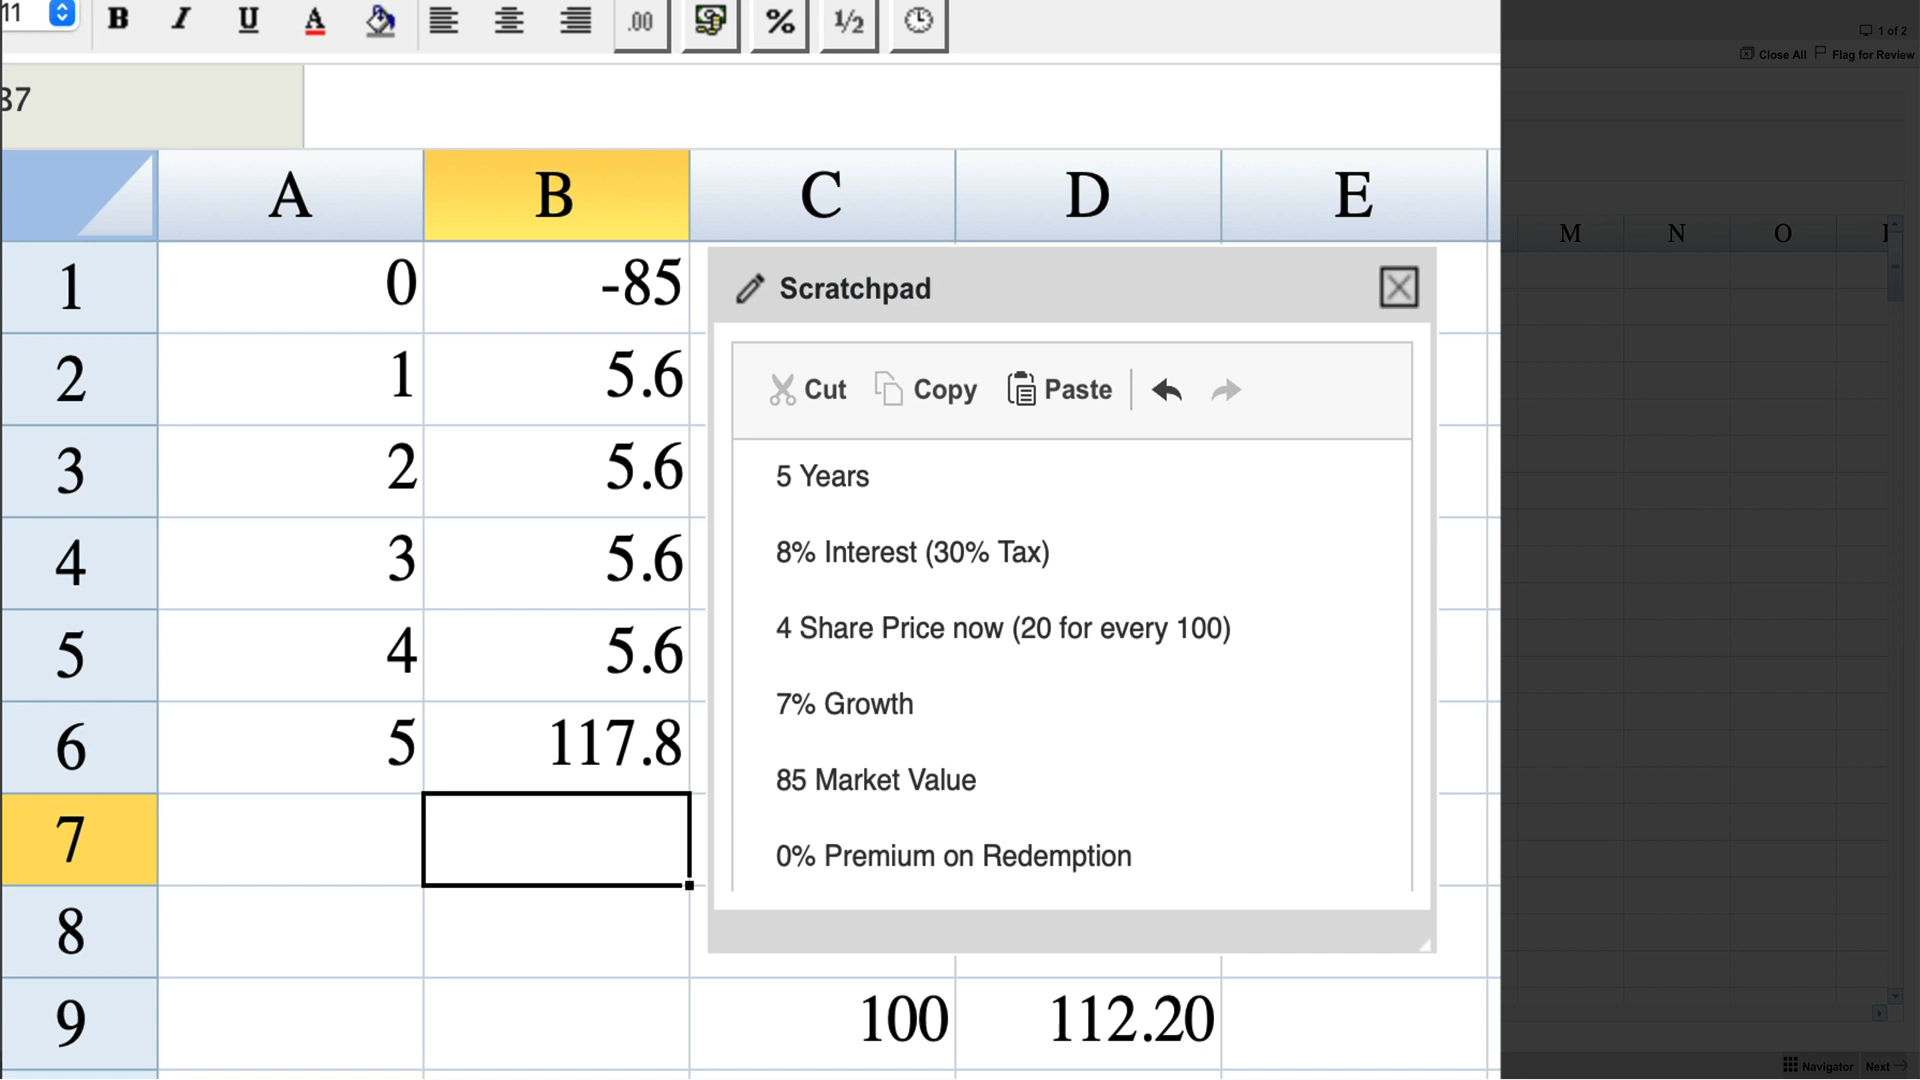 11 B I U A .00 % 1/2
1 of 2
Close All Flag for Review
A B C D E M N O
1 0 -85
2 1 5.6
3 2 5.6
4 3 5.6
5 4 5.6
6 5 117.8
7
8
9 100 112.20
Scratchpad
Cut Copy Paste
5 Years
8% Interest (30% Tax)
4 Share Price now (20 for every 100)
7% Growth
85 Market Value
0% Premium on Redemption
Navigator Next